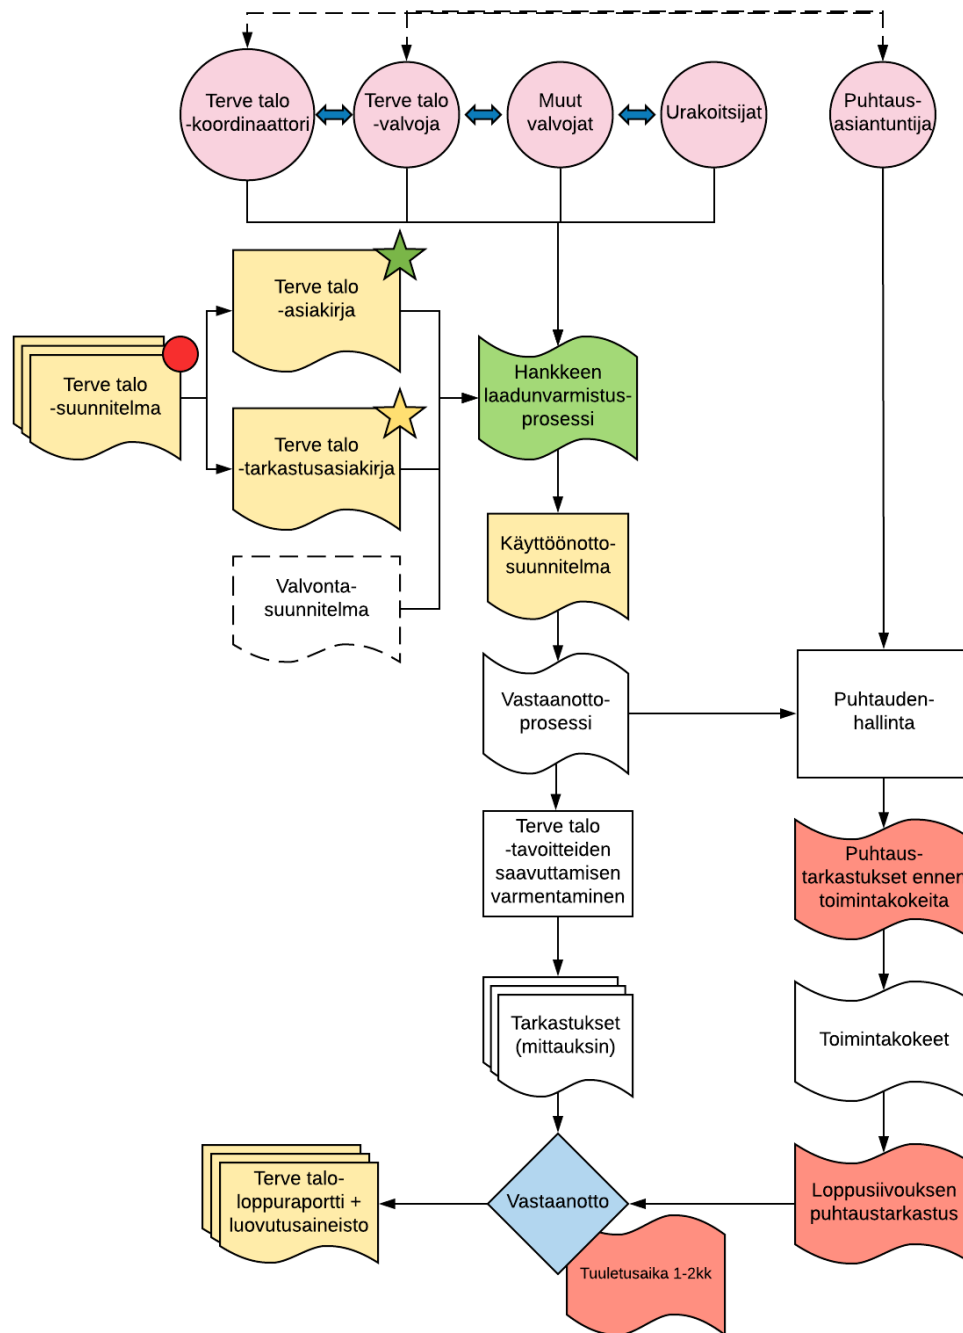 Terve talo
-koordinaattori
Terve talo
-valvoja
Muut
valvojat
Urakoitsijat
Puhtaus-
asiantuntija
Terve talo
-asiakirja
Terve talo
-suunnitelma
Hankkeen
laadunvarmistus-
prosessi
Terve talo
-tarkastusasiakirja
Käyttöönotto-
suunnitelma
Valvonta-
suunnitelma
Vastaanotto-
prosessi
Puhtauden-
hallinta
Terve talo
-tavoitteiden
saavuttamisen
varmentaminen
Puhtaus-
tarkastukset ennen
toimintakokeita
Tarkastukset
(mittauksin)
Toimintakokeet
Terve talo-
loppuraportti +
luovutusaineisto
Vastaanotto
Loppusiivouksen
puhtaustarkastus
Tuuletusaika 1-2kk